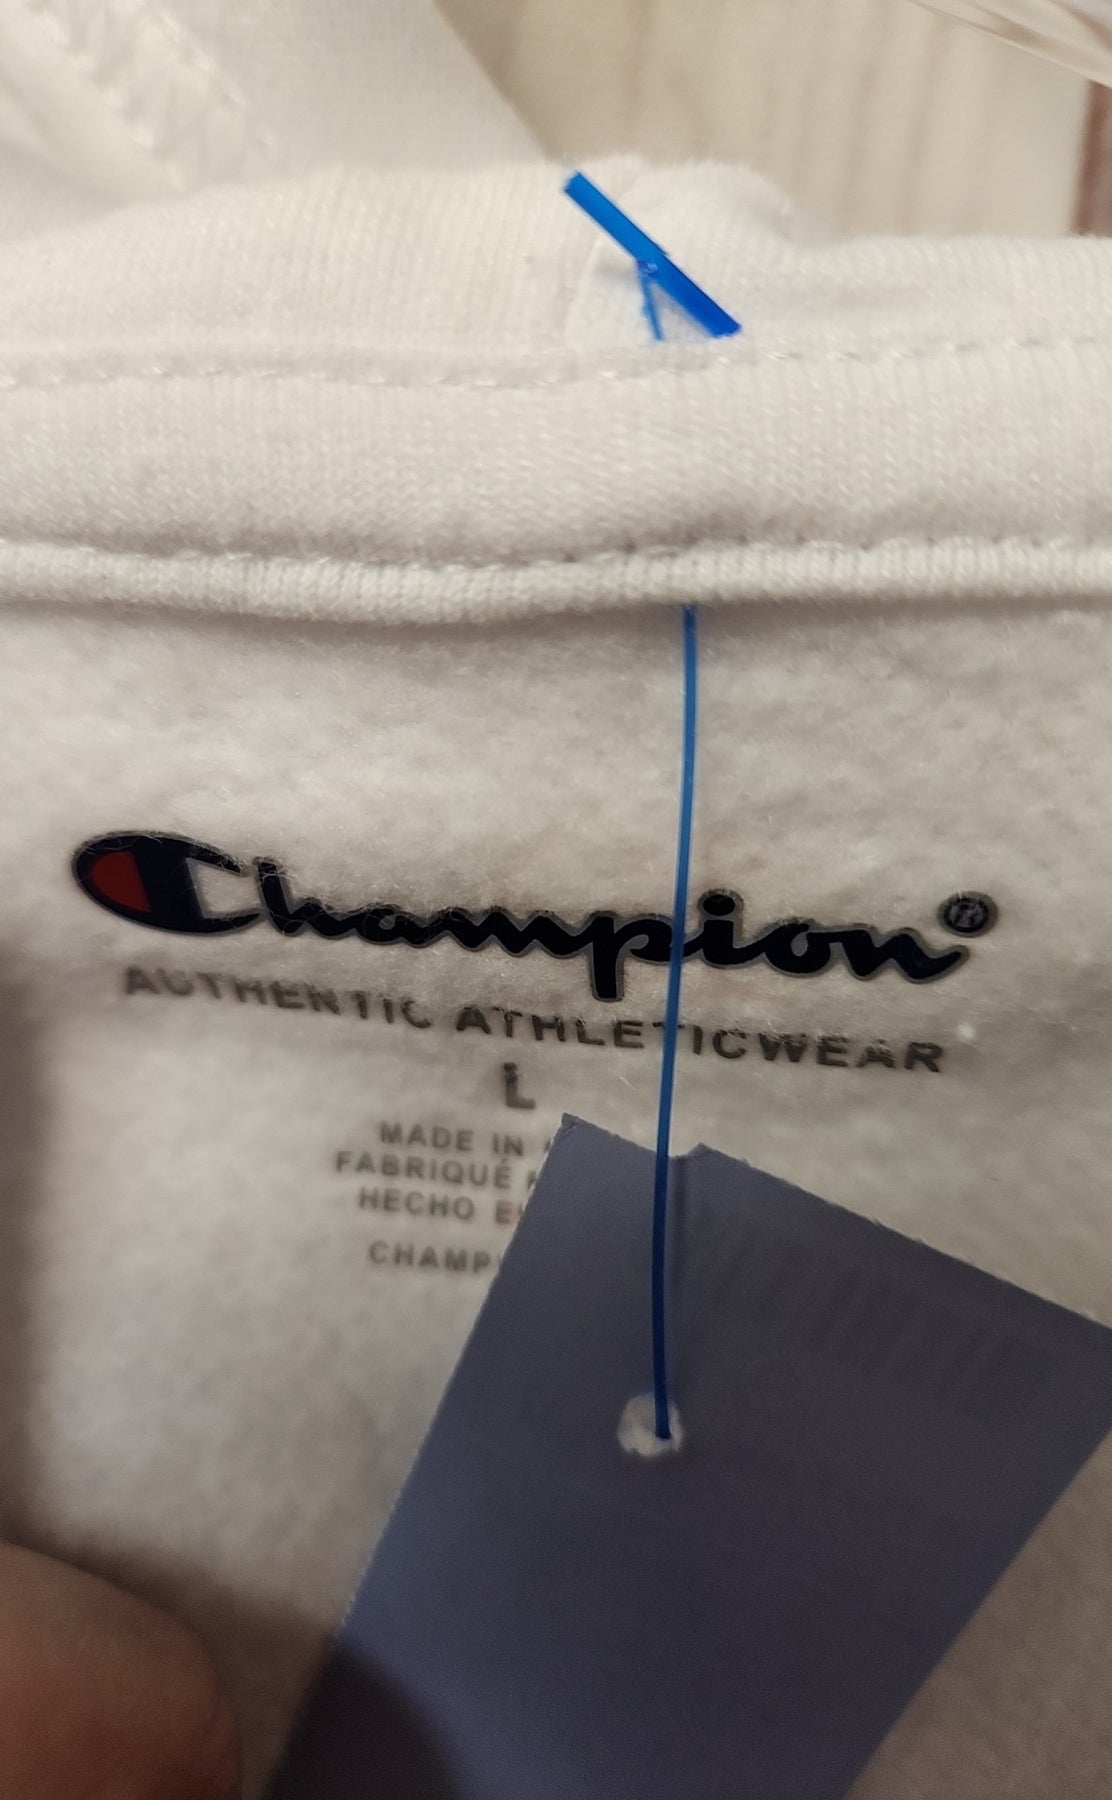 Champion®
AUTHENTIC ATHLETICWEAR
L
MADE IN
FABRIQUÉ
HECHO